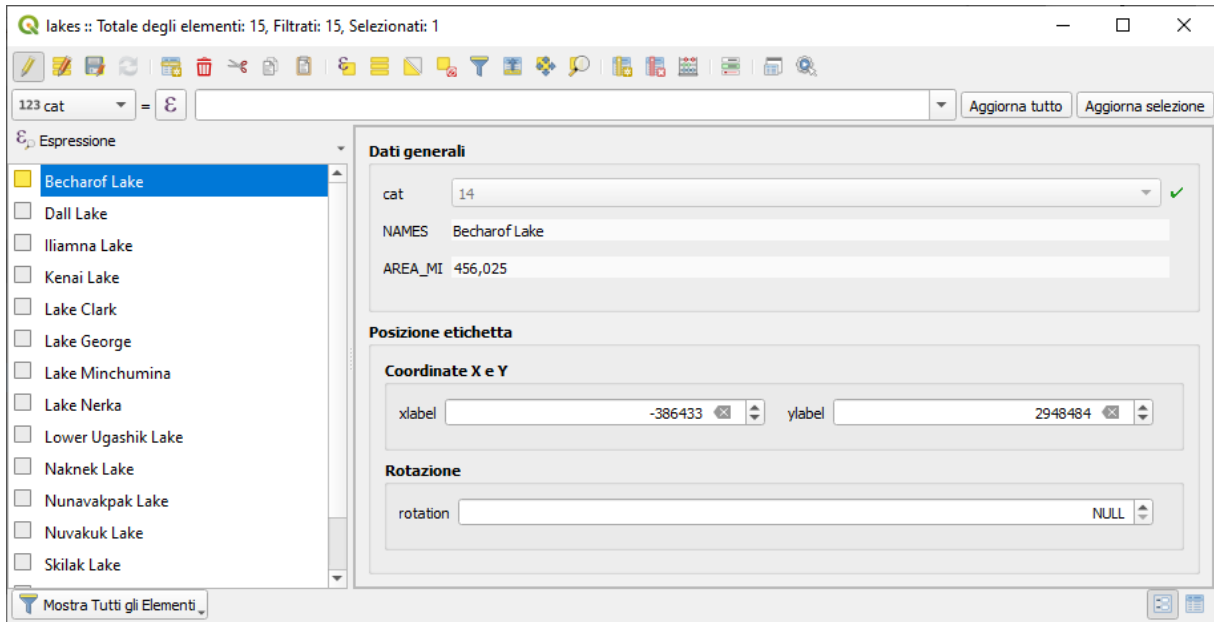 lakes :: Totale degli elementi: 15, Filtrati: 15, Selezionati: 1
123 cat = ε Aggiorna tutto Aggiorna selezione
Espressione
Becharof Lake
Dall Lake
Iliamna Lake
Kenai Lake
Lake Clark
Lake George
Lake Minchumina
Lake Nerka
Lower Ugashik Lake
Naknek Lake
Nunavakpak Lake
Nuvakuk Lake
Skilak Lake
Mostra Tutti gli Elementi
Dati generali
cat 14
NAMES Becharof Lake
AREA_MI 456,025
Posizione etichetta
Coordinate X e Y
xlabel -386433 ylabel 2948484
Rotazione
rotation NULL